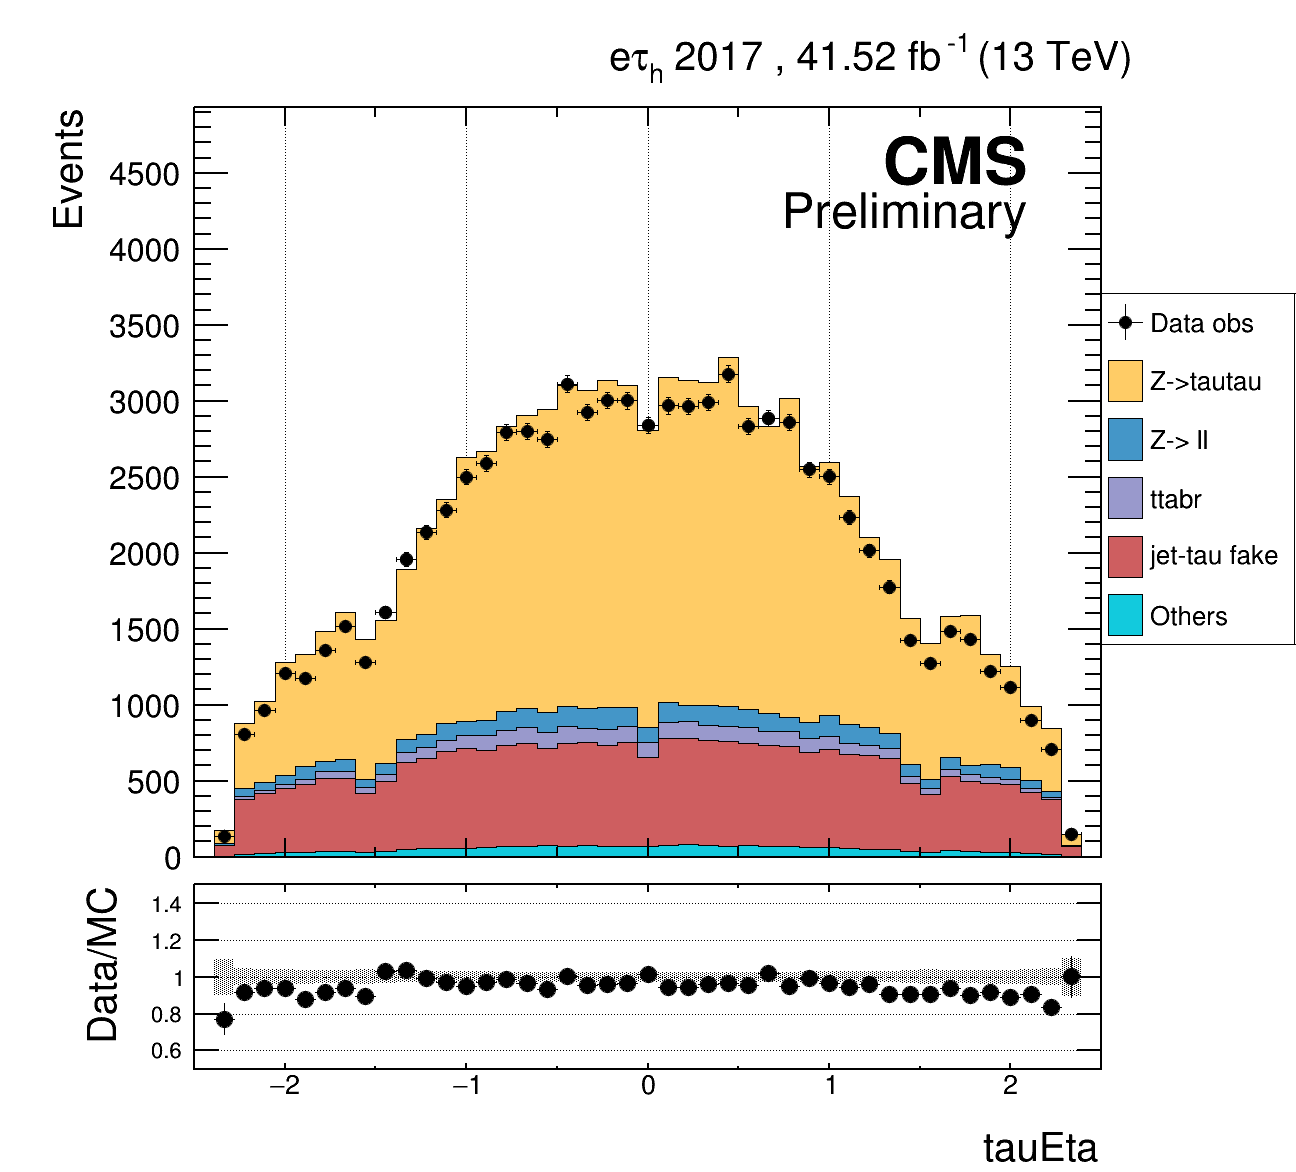 eτh 2017 , 41.52 fb-1 (13 TeV)
Events
CMS
Preliminary
4500
4000
3500
3000
2500
2000
1500
1000
500
0
Data obs
Z->tautau
Z-> ll
ttabr
jet-tau fake
Others
Data/MC
1.4
1.2
1
0.8
0.6
−2 −1 0 1 2
tauEta